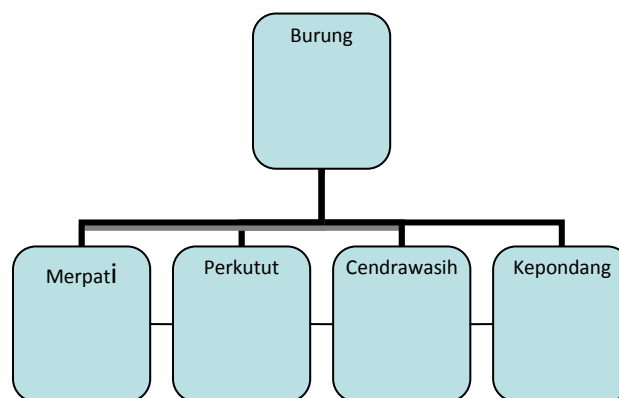 Burung
Merpati
Perkutut
Cendrawasih
Kepondang